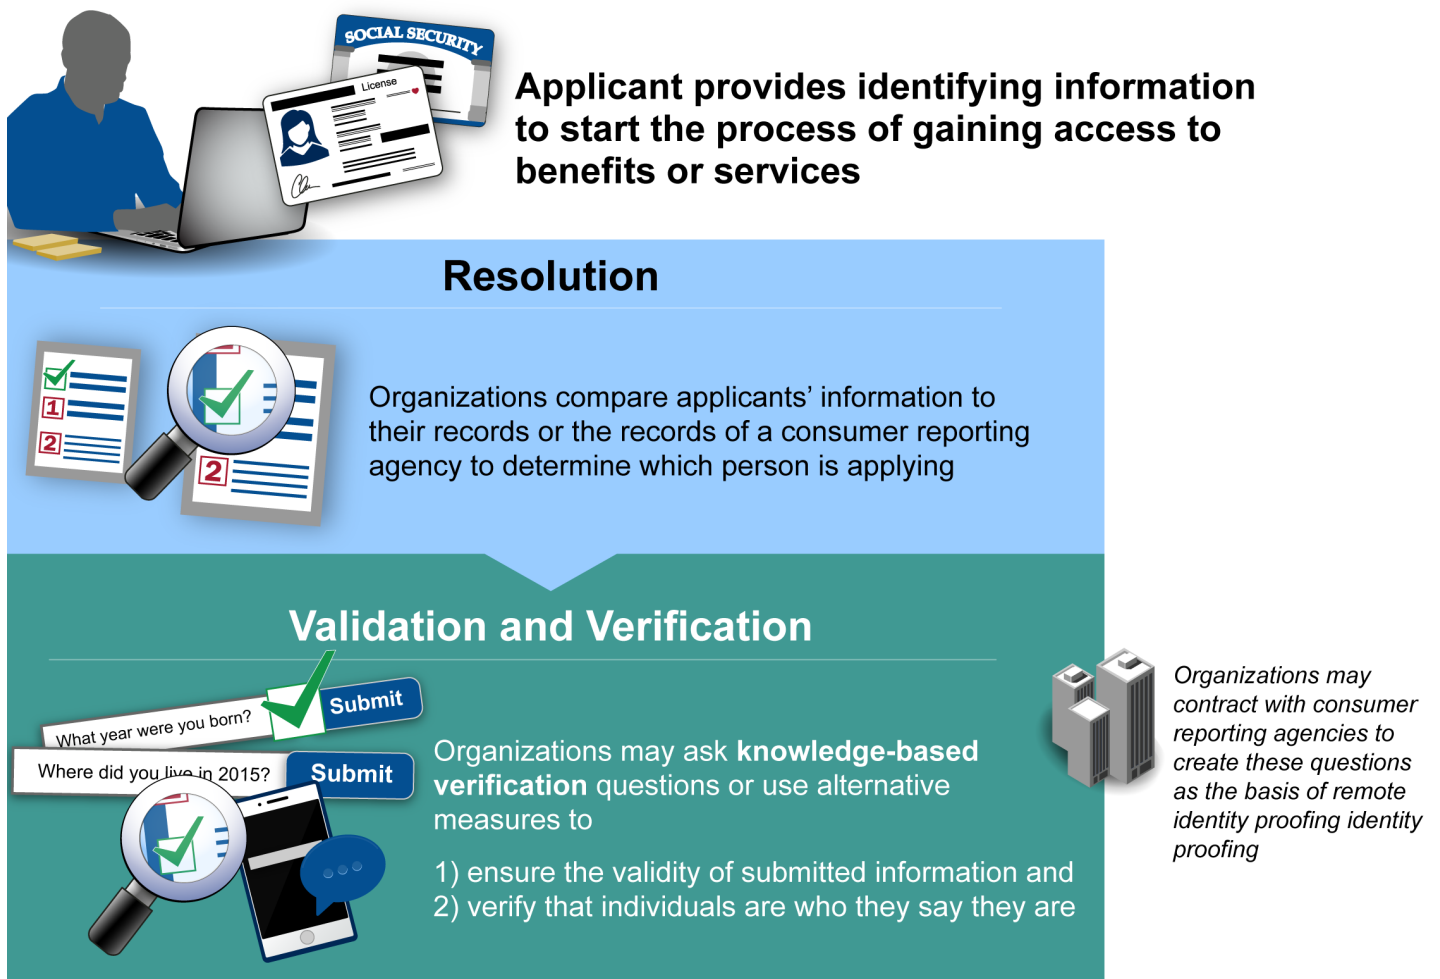 SOCIAL SECURITY
License
Applicant provides identifying information
to start the process of gaining access to
benefits or services
Resolution
1
2
2
Organizations compare applicants’ information to
their records or the records of a consumer reporting
agency to determine which person is applying
Validation and Verification
What year were you born?
Submit
Where did you live in 2015?
Submit
Organizations may ask knowledge-based
verification questions or use alternative
measures to
1) ensure the validity of submitted information and
2) verify that individuals are who they say they are
Organizations may
contract with consumer
reporting agencies to
create these questions
as the basis of remote
identity proofing identity
proofing